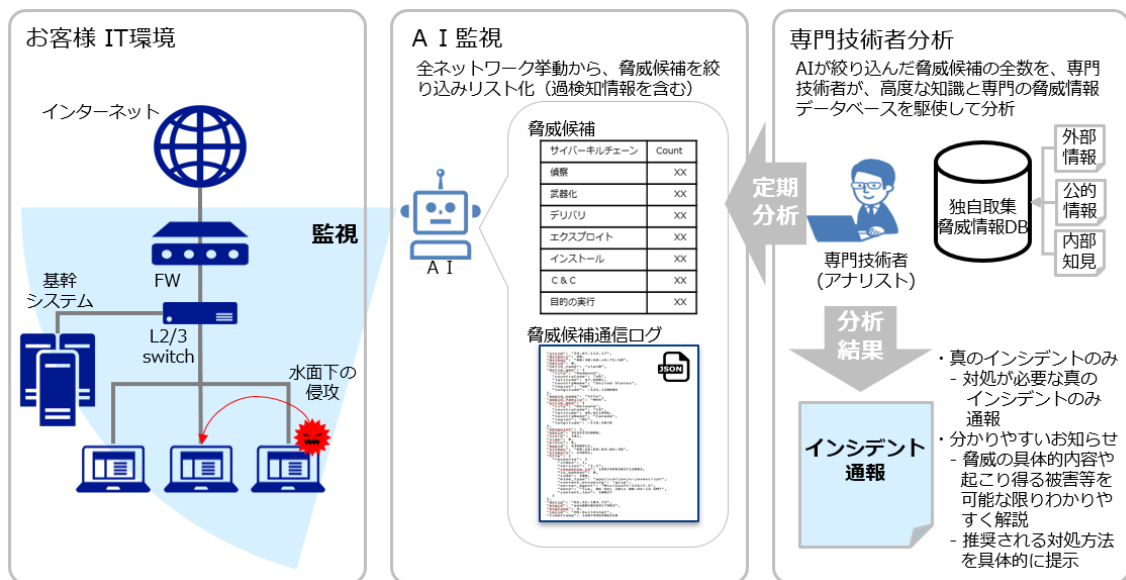 お客様 IT環境
インターネット
監視
FW
基幹
システム
L2/3
switch
水面下の
侵攻
ＡＩ監視
全ネットワーク挙動から、脅威候補を絞
り込みリスト化（過検知情報を含む）
ＡＩ
脅威候補
サイバーキルチェーン Count
偵察 XX
武器化 XX
デリバリ XX
エクスプロイト XX
インストール XX
Ｃ＆Ｃ XX
目的の実行 XX
脅威候補通信ログ
JSON
専門技術者分析
AIが絞り込んだ脅威候補の全数を、専門
技術者が、高度な知識と専門の脅威情報
データベースを駆使して分析
定期
分析
専門技術者
(アナリスト)
独自取集
脅威情報DB
外部
情報
公的
情報
内部
知見
分析
結果
インシデント
通報
・真のインシデントのみ
- 対処が必要な真の
インシデントのみ
通報
・分かりやすいお知らせ
- 脅威の具体的内容や
起こり得る被害等を
可能な限りわかりや
すく解説
- 推奨される対処方法
を具体的に提示